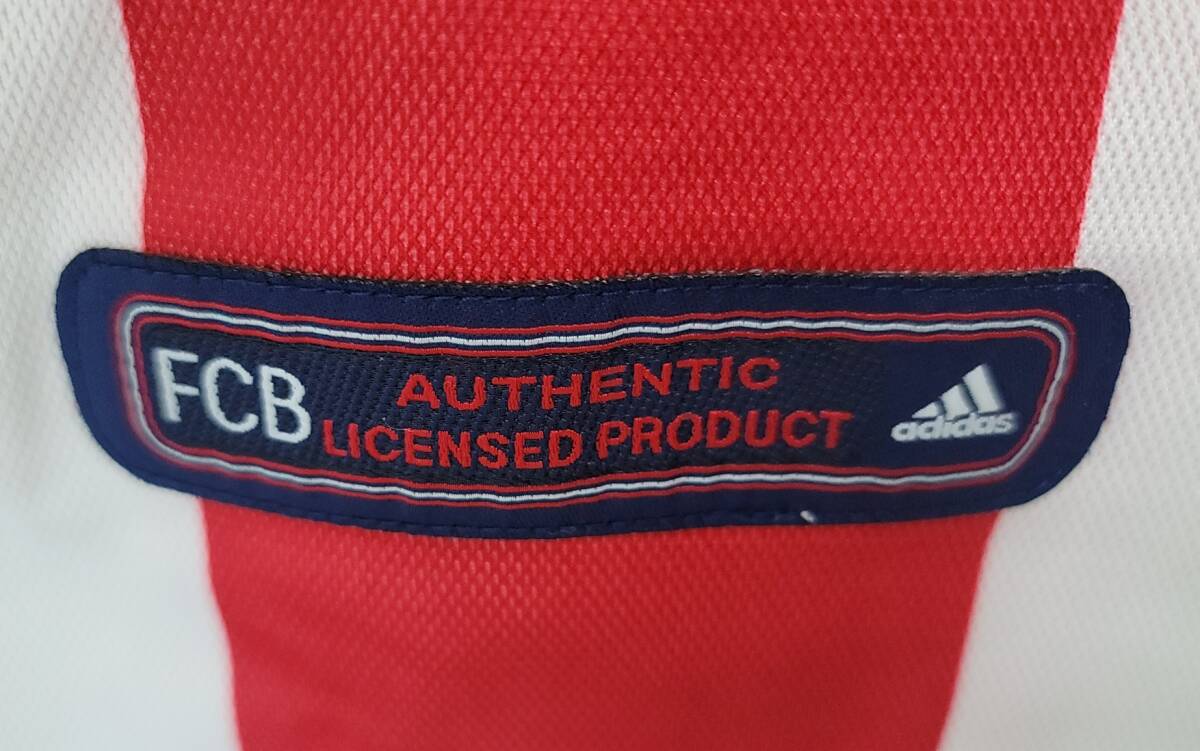 FCB
AUTHENTIC
LICENSED PRODUCT
adidas